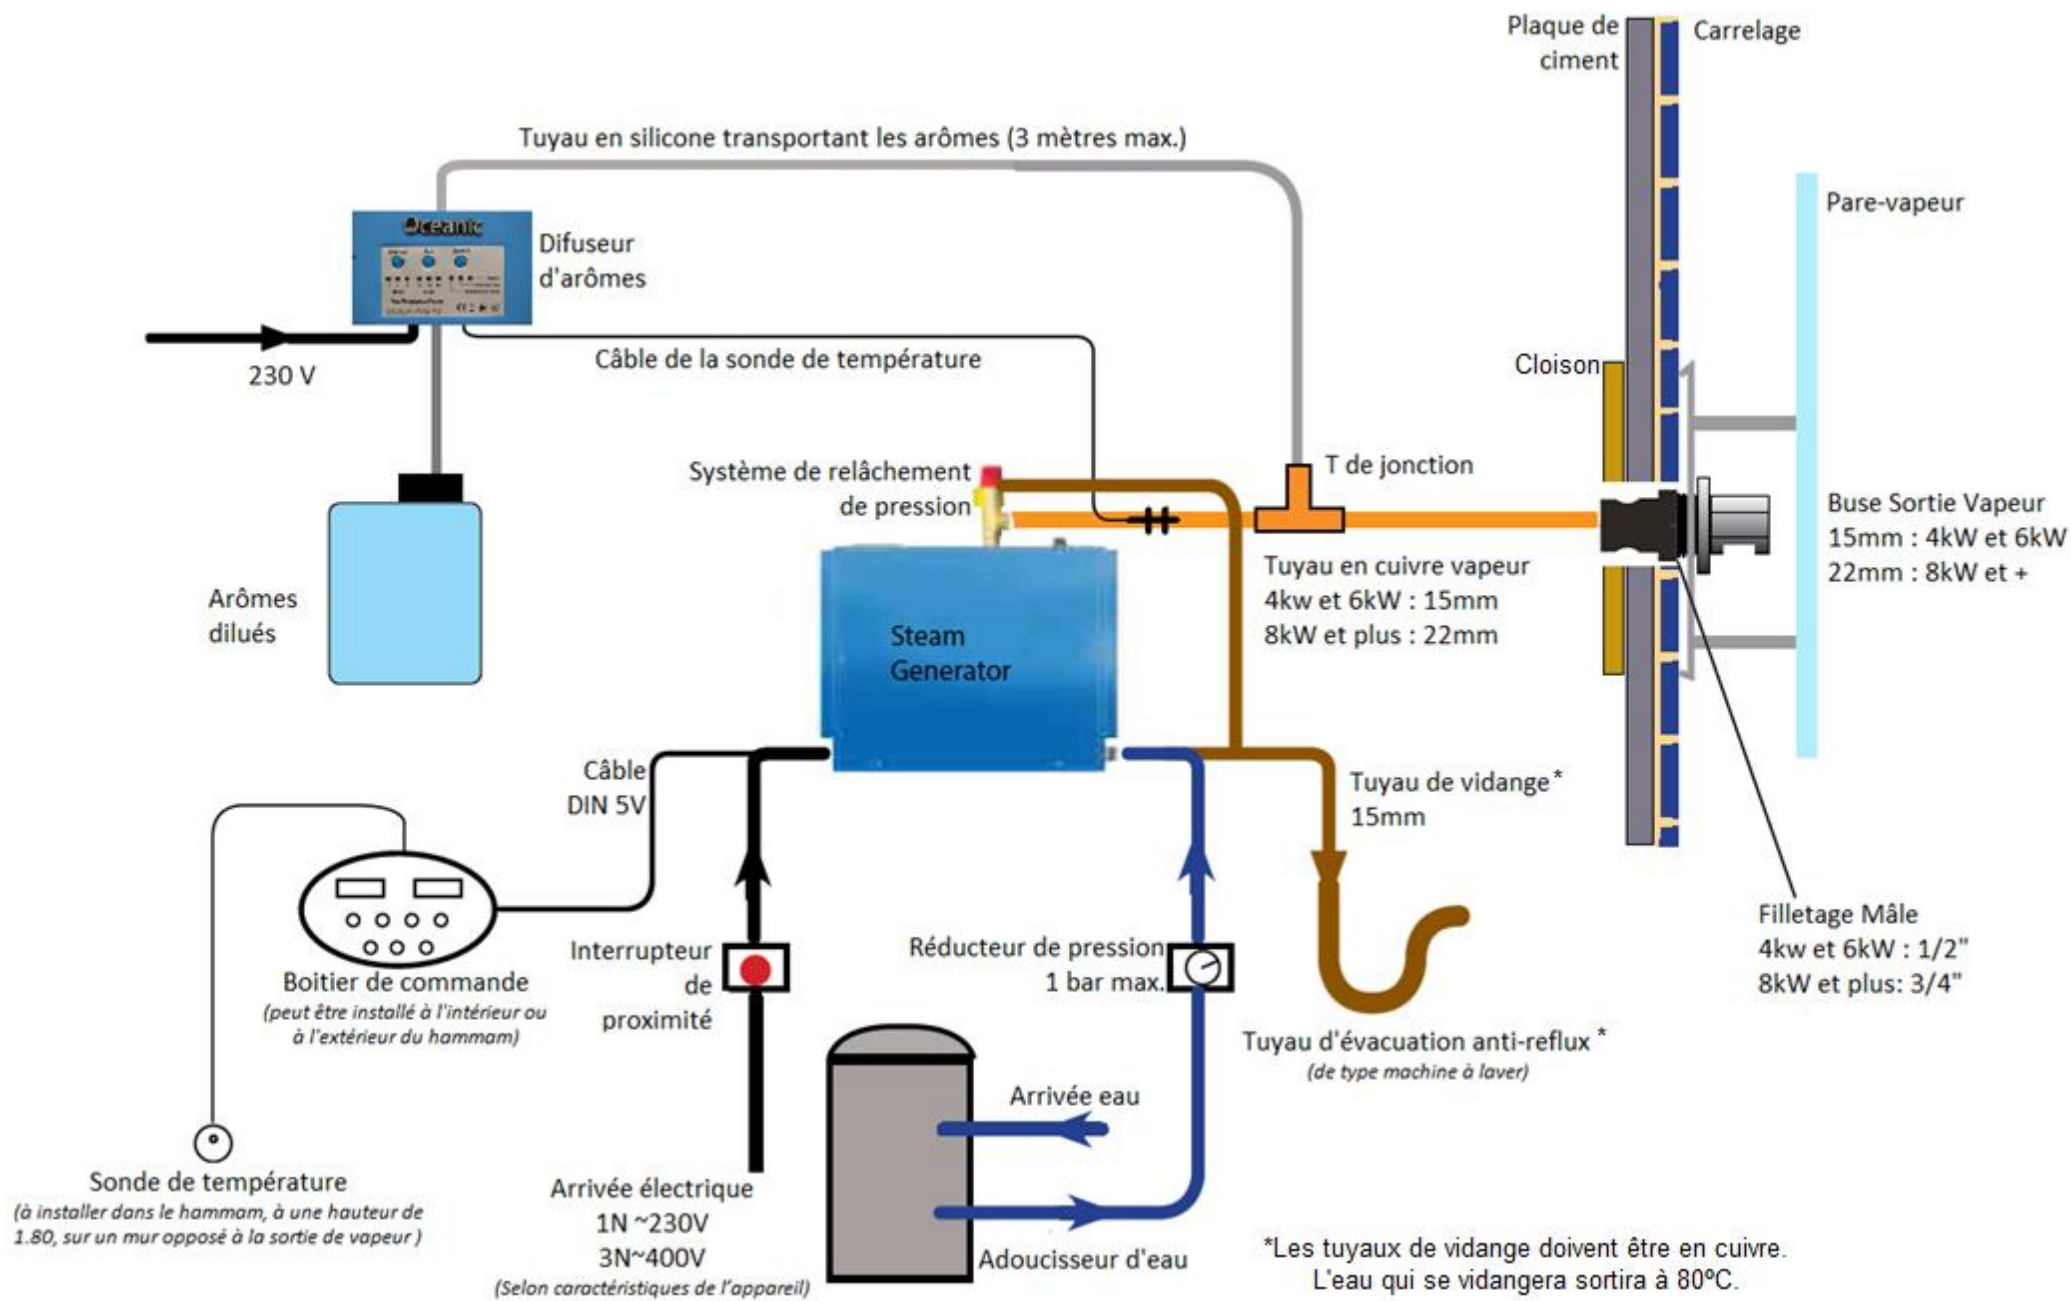 Plaque de
ciment
Carrelage
Tuyau en silicone transportant les arômes (3 mètres max.)
Pare-vapeur
Oceanic
Difuseur
d'arômes
230 V
Câble de la sonde de température
Cloison
Système de relâchement
de pression
T de jonction
Buse Sortie Vapeur
15mm : 4kW et 6kW
22mm : 8kW et +
Tuyau en cuivre vapeur
4kw et 6kW : 15mm
8kW et plus : 22mm
Arômes
dilués
Steam
Generator
Câble
DIN 5V
Tuyau de vidange*
15mm
Filletage Mâle
4kw et 6kW : 1/2"
8kW et plus: 3/4"
Interrupteur
de
proximité
Réducteur de pression
1 bar max.
Boitier de commande
(peut être installé à l'intérieur ou
à l'extérieur du hammam)
Tuyau d'évacuation anti-reflux *
(de type machine à laver)
Arrivée eau
Sonde de température
(à installer dans le hammam, à une hauteur de
1.80, sur un mur opposé à la sortie de vapeur )
Arrivée électrique
1N ~230V
3N~400V
(Selon caractéristiques de l'appareil)
Adoucisseur d'eau
*Les tuyaux de vidange doivent être en cuivre.
L'eau qui se vidangera sortira à 80ºC.